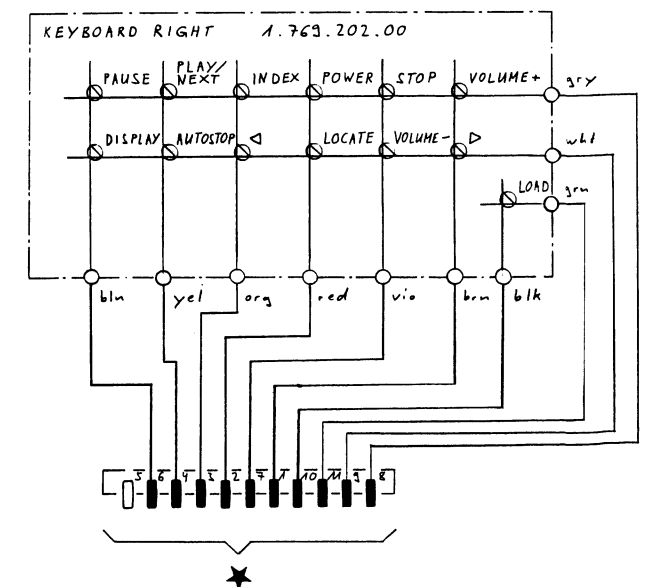 KEYBOARD RIGHT 1.769.202.00
PAUSE PLAY/ NEXT INDEX POWER STOP VOLUME+ gry
DISPLAY AUTOSTOP ◁ LOCATE VOLUME- ▷ wht
LOAD grn
bln yel org red vio brn blk
5 6 4 3 2 7 1 10 11 9 8